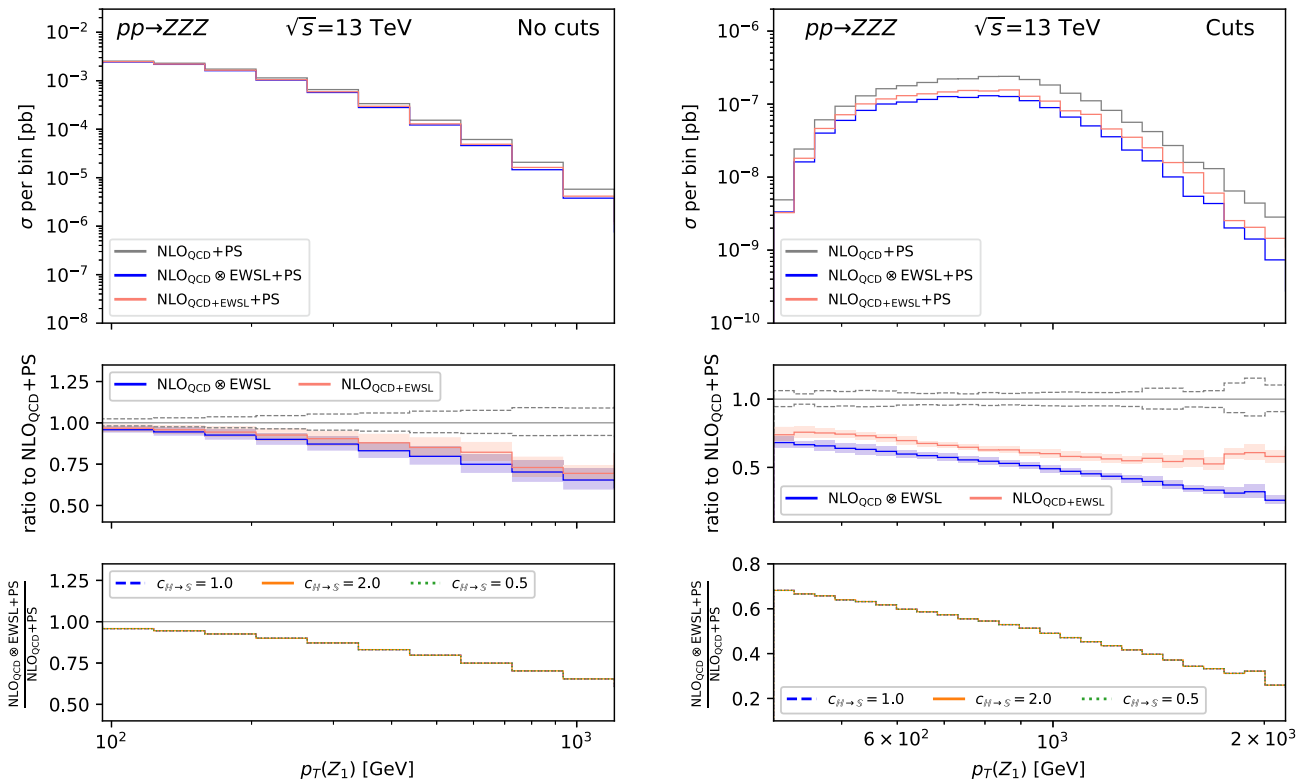 pp→ZZZ √s=13 TeV No cuts
10⁻²
10⁻³
10⁻⁴
10⁻⁵
10⁻⁶
10⁻⁷
10⁻⁸
σ per bin [pb]
NLO_QCD+PS
NLO_QCD ⊗ EWSL+PS
NLO_QCD+EWSL+PS
1.25
1.00
0.75
0.50
ratio to NLO_QCD+PS
NLO_QCD ⊗ EWSL NLO_QCD+EWSL
1.25
1.00
0.75
0.50
NLO_QCD ⊗ EWSL+PS
NLO_QCD+PS
c_ℍ→𝕊 = 1.0 c_ℍ→𝕊 = 2.0 c_ℍ→𝕊 = 0.5
10² 10³
p_T(Z₁) [GeV]
pp→ZZZ √s=13 TeV Cuts
10⁻⁶
10⁻⁷
10⁻⁸
10⁻⁹
10⁻¹⁰
σ per bin [pb]
NLO_QCD+PS
NLO_QCD ⊗ EWSL+PS
NLO_QCD+EWSL+PS
1.0
0.5
ratio to NLO_QCD+PS
NLO_QCD ⊗ EWSL NLO_QCD+EWSL
0.8
0.6
0.4
0.2
NLO_QCD ⊗ EWSL+PS
NLO_QCD+PS
c_ℍ→𝕊 = 1.0 c_ℍ→𝕊 = 2.0 c_ℍ→𝕊 = 0.5
6 × 10² 10³ 2 × 10³
p_T(Z₁) [GeV]